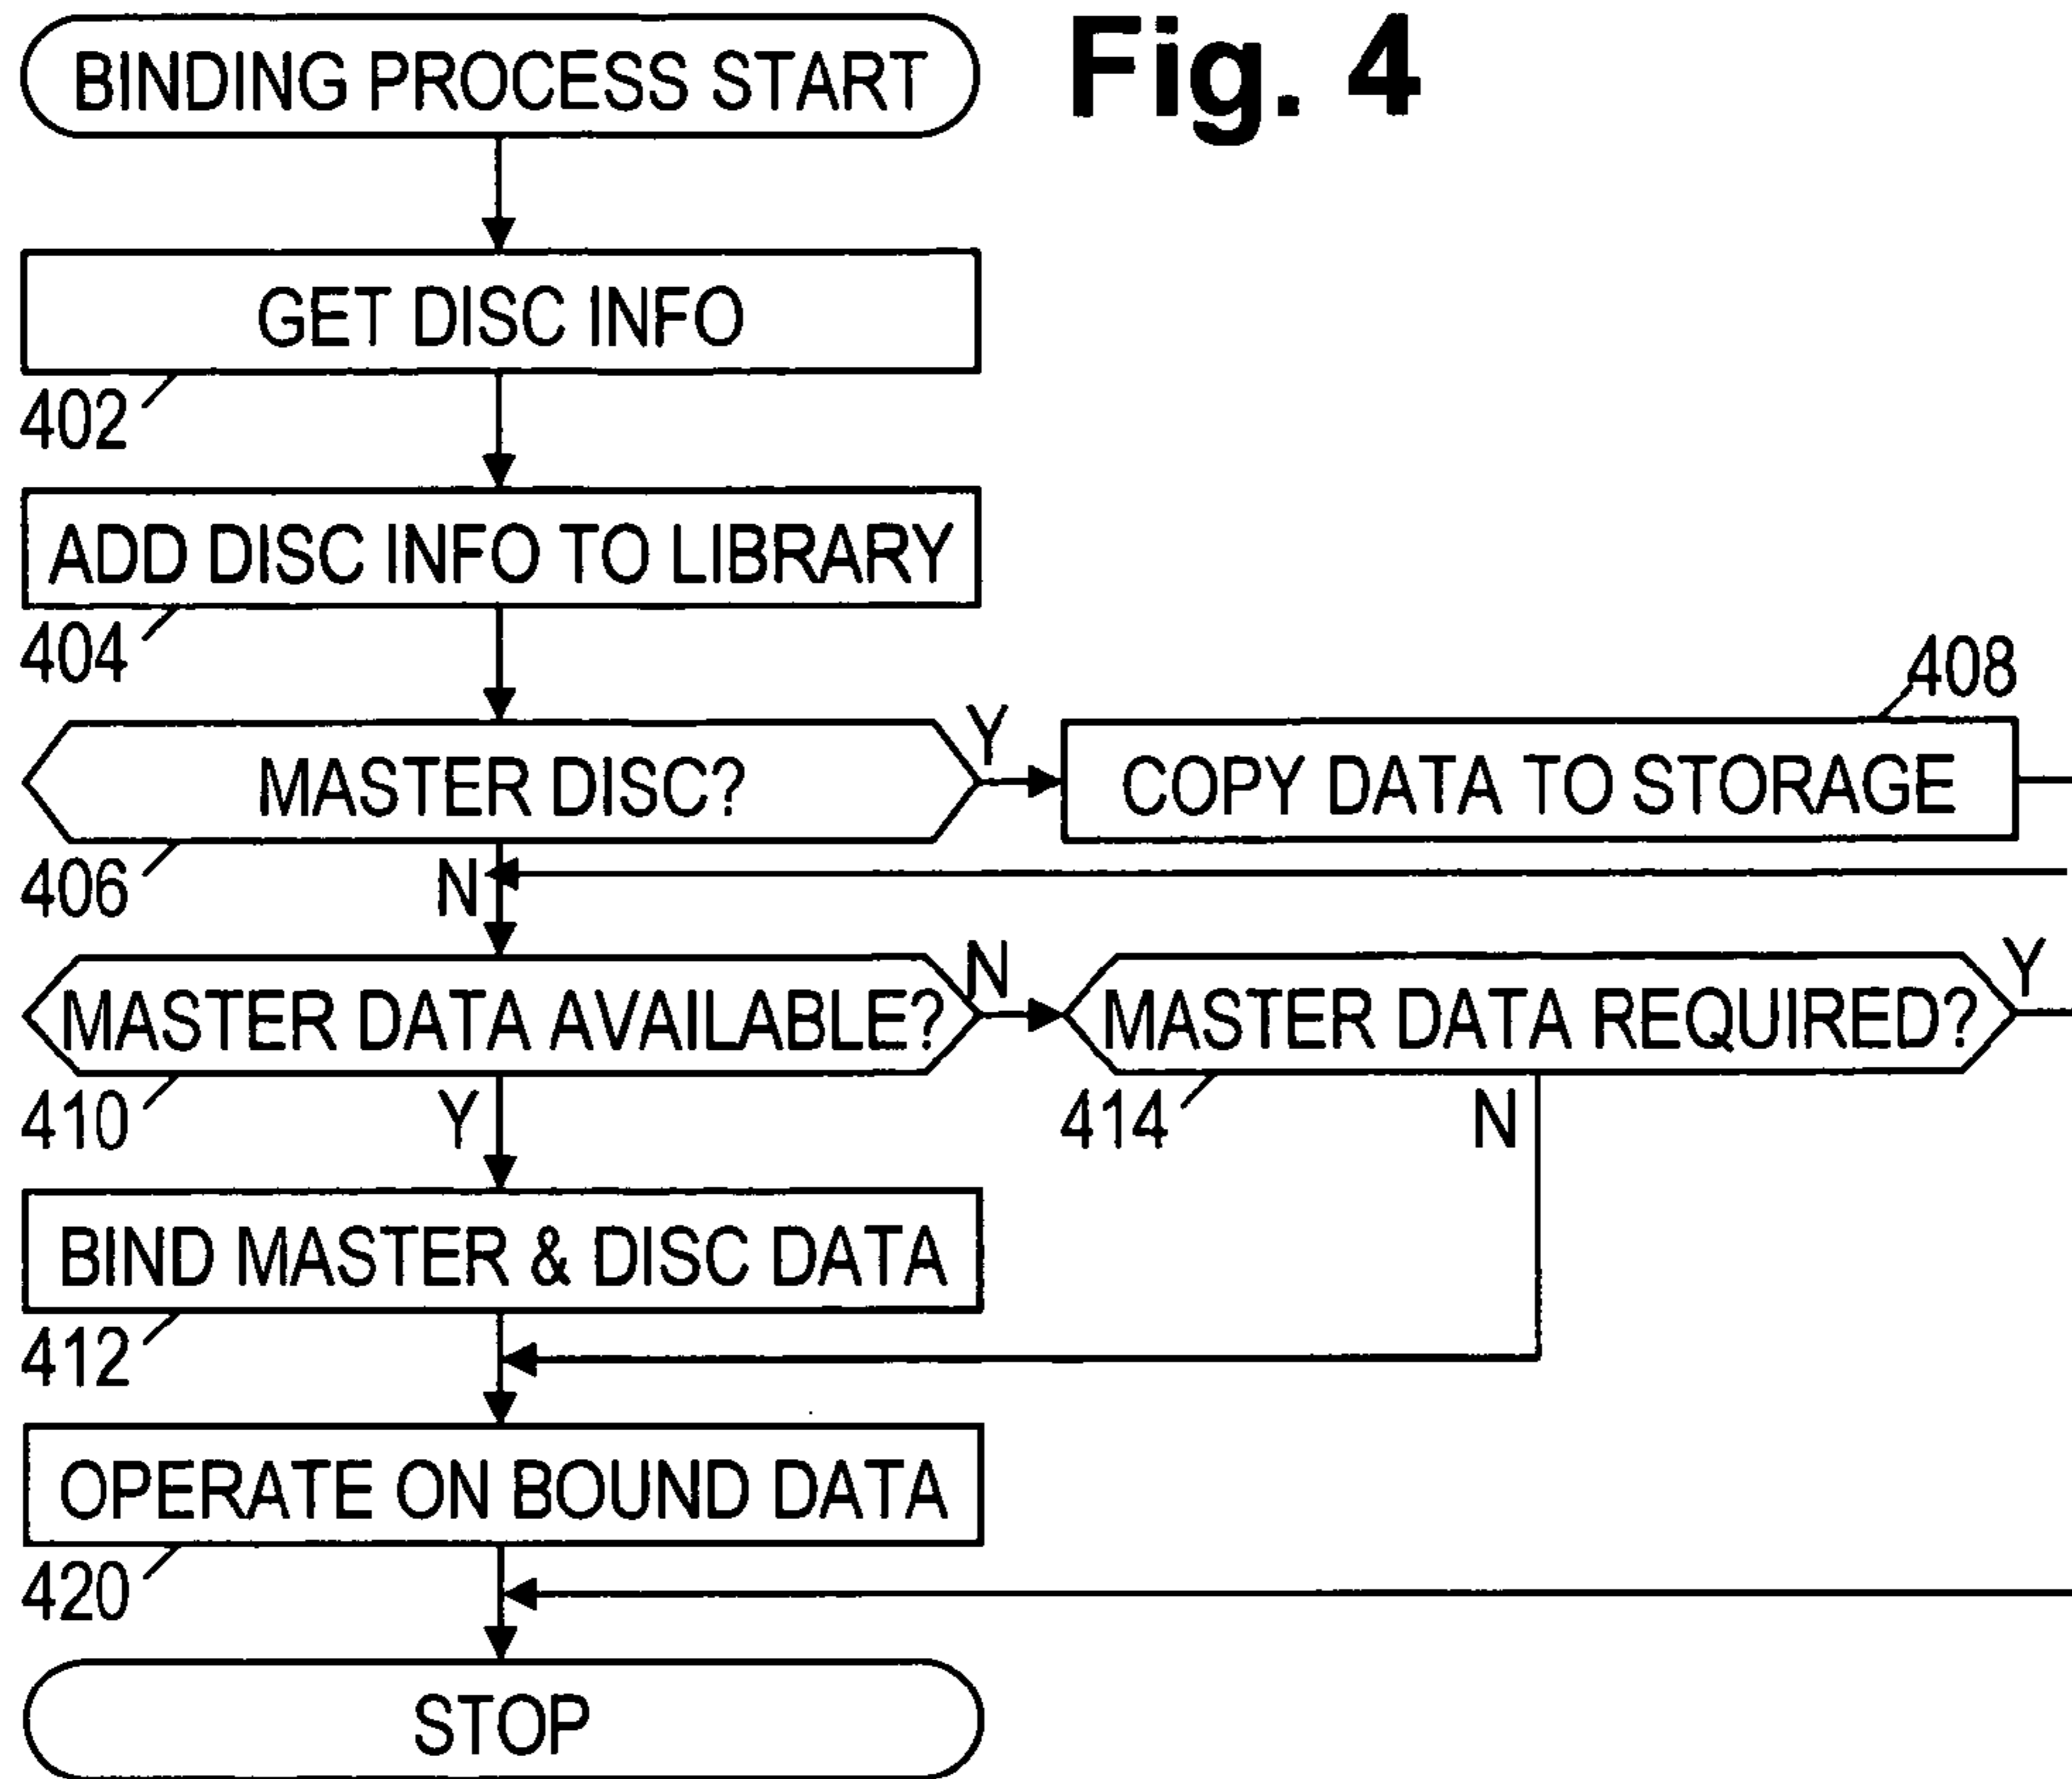 BINDING PROCESS START
Fig. 4
GET DISC INFO
402
ADD DISC INFO TO LIBRARY
404
408
MASTER DISC?
Y
COPY DATA TO STORAGE
406
N
MASTER DATA AVAILABLE?
N
MASTER DATA REQUIRED?
Y
410
Y
414
N
BIND MASTER & DISC DATA
412
OPERATE ON BOUND DATA
420
STOP